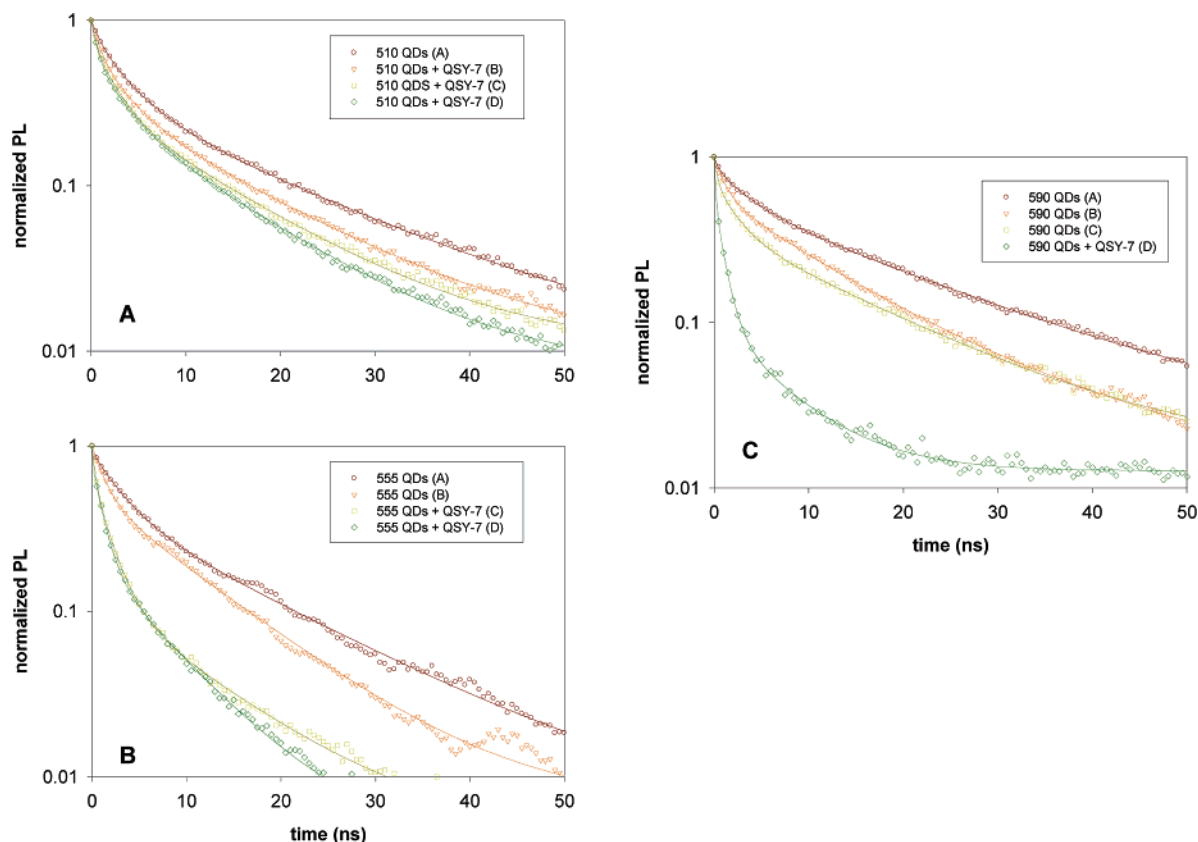 normalized PL
1
0.1
0.01
510 QDs (A)
510 QDs + QSY-7 (B)
510 QDS + QSY-7 (C)
510 QDs + QSY-7 (D)
A
0 10 20 30 40 50
normalized PL
1
0.1
0.01
555 QDs (A)
555 QDs (B)
555 QDs + QSY-7 (C)
555 QDs + QSY-7 (D)
B
0 10 20 30 40 50
time (ns)
normalized PL
1
0.1
0.01
590 QDs (A)
590 QDs (B)
590 QDs (C)
590 QDs + QSY-7 (D)
C
0 10 20 30 40 50
time (ns)